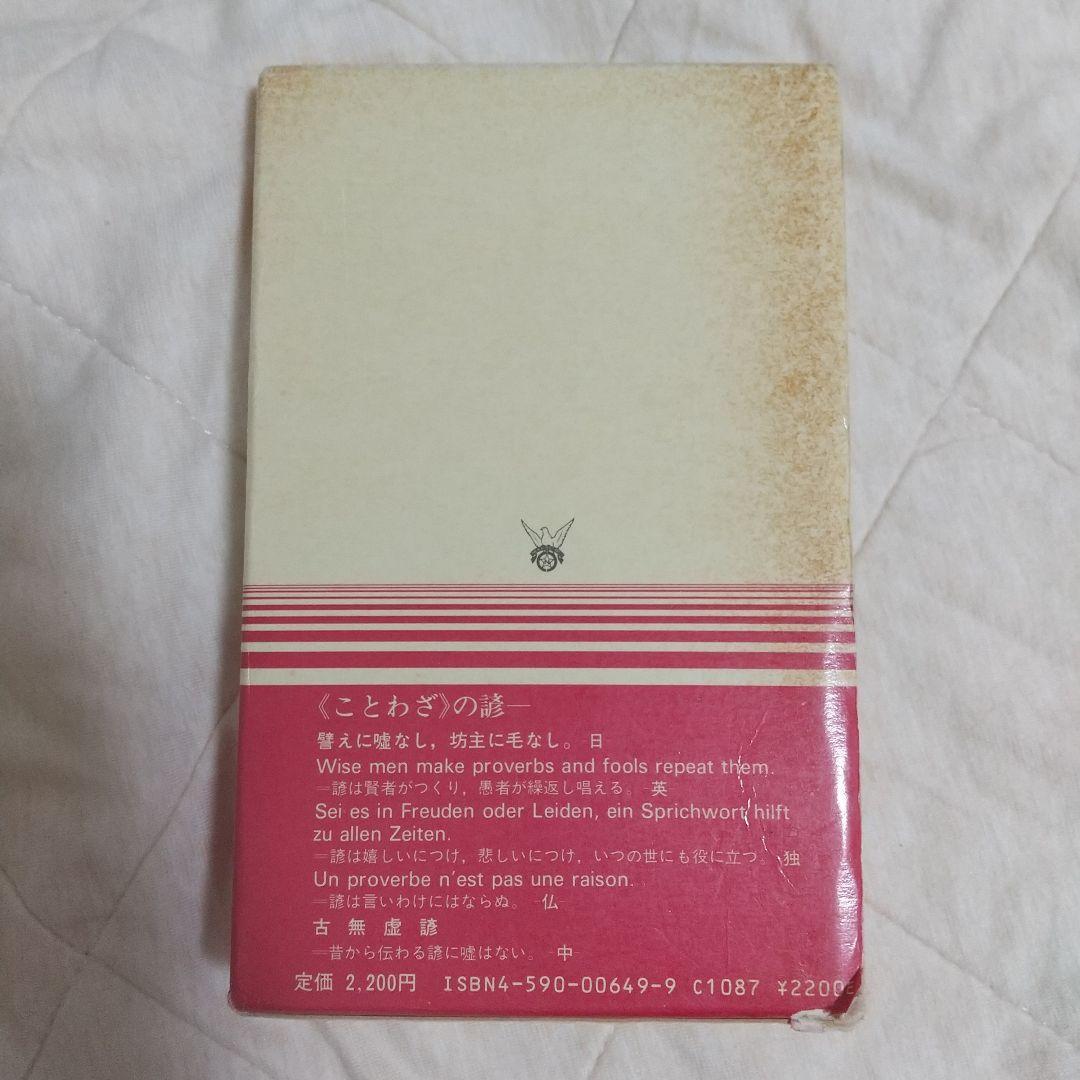 《ことわざ》の諺—
譬えに嘘なし，坊主に毛なし。 日
Wise men make proverbs and fools repeat them.
＝諺は賢者がつくり，愚者が繰返し唱える。 -英
Sei es in Freuden oder Leiden, ein Sprichwort hilft
zu allen Zeiten.
＝諺は嬉しいにつけ，悲しいにつけ，いつの世にも役に立つ。 -独
Un proverbe n'est pas une raison.
＝諺は言いわけにはならぬ。 -仏-
古無虚諺
＝昔から伝わる諺に嘘はない。 -中-
定価 2,200円 ISBN4-590-00649-9 C1087 ¥2200E